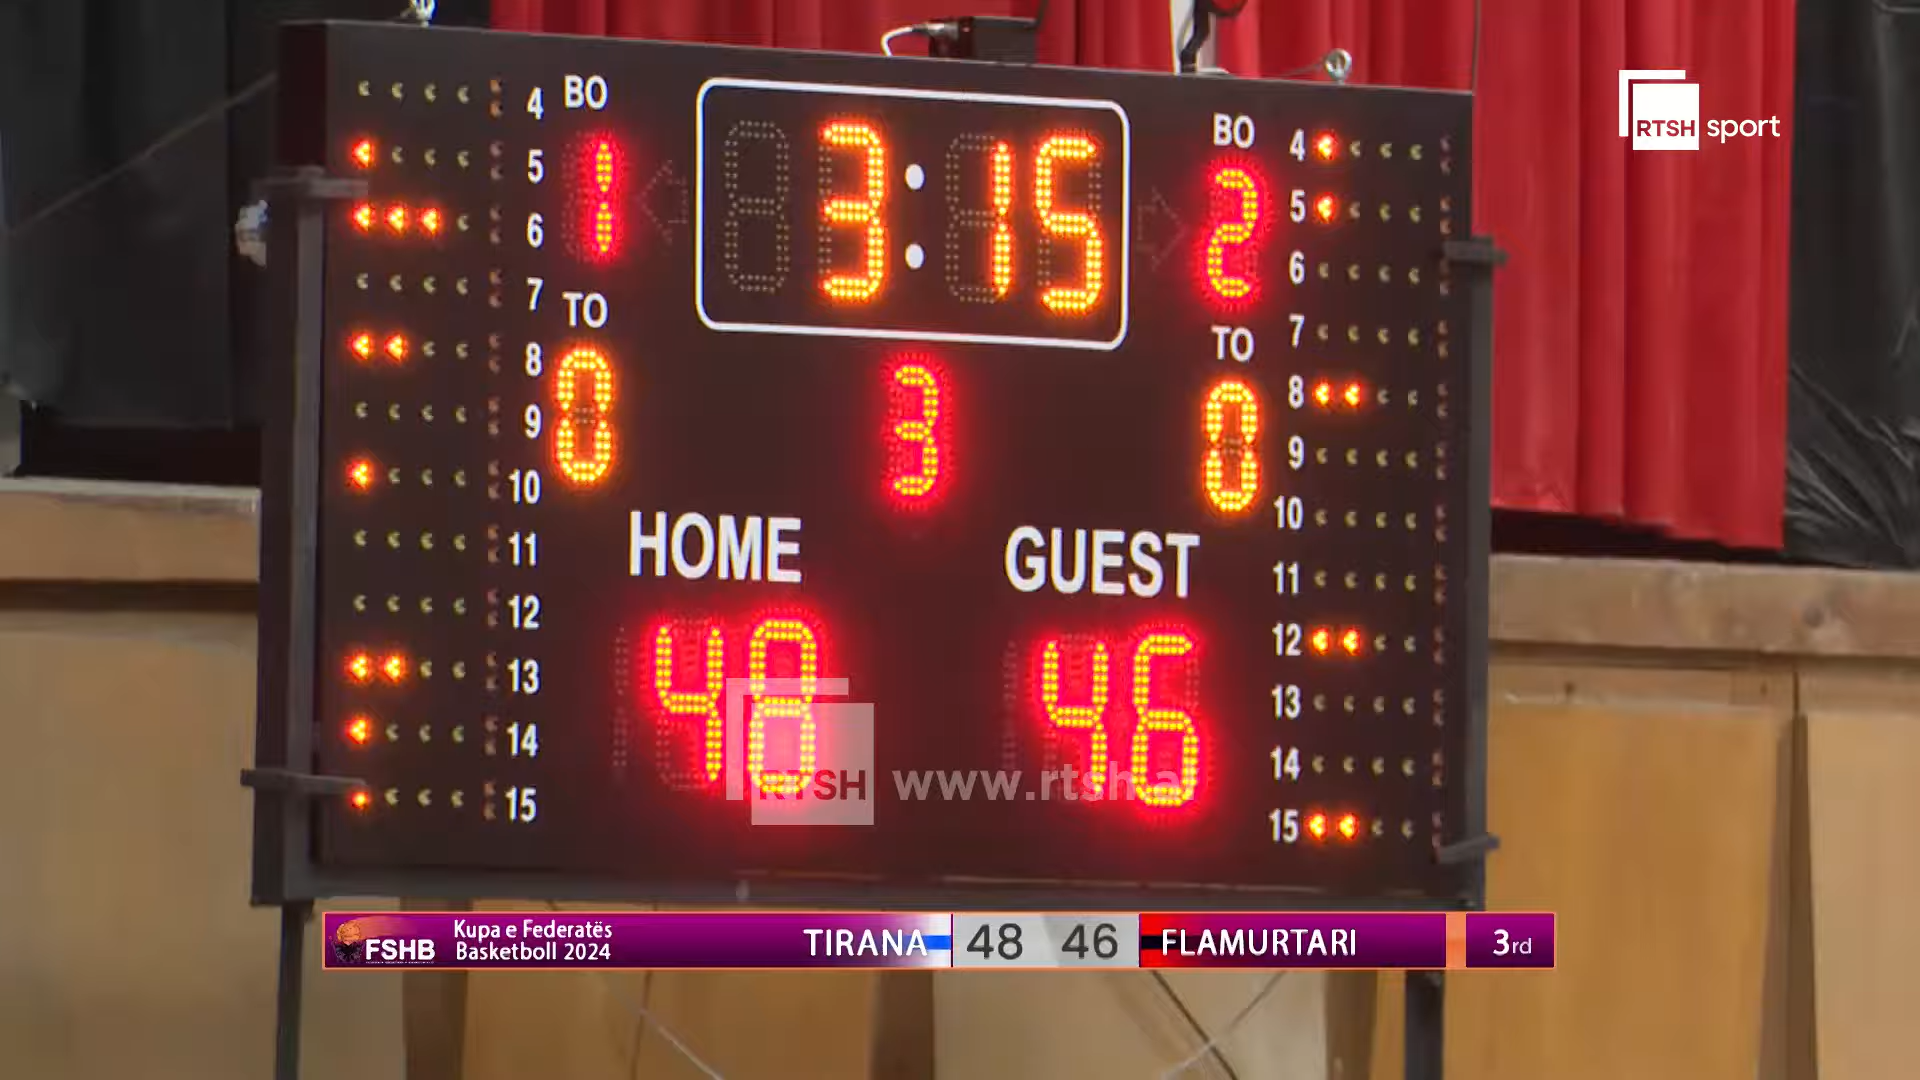 RTSH sport
4 BO
5 1
6
7 TO
8 0
9
10
11
12
13
14
15
3:15
3
BO 4
2 5
6
TO 7
0 8
9
10
11
12
13
14
15
HOME GUEST
48 46
RTSH www.rtsh.al
FSHB
Kupa e Federatës
Basketboll 2024
TIRANA 48 46 FLAMURTARI 3rd